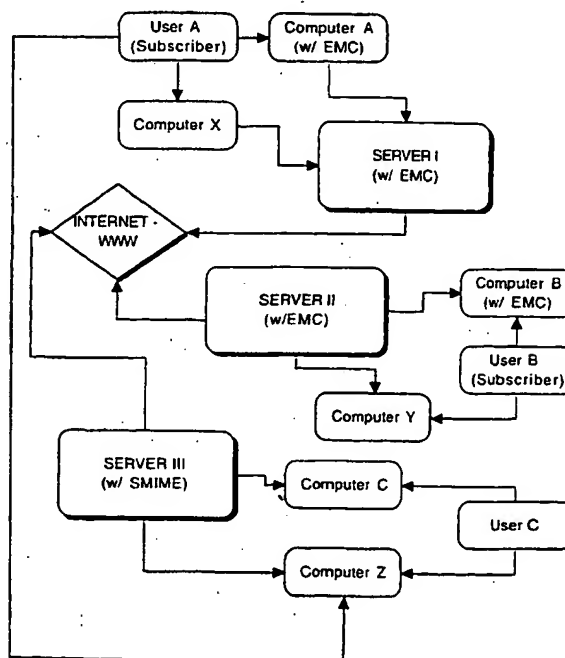 User A
(Subscriber)
Computer A
(w/ EMC)
Computer X
SERVER I
(w/ EMC)
INTERNET -
WWW
SERVER II
(w/EMC)
Computer B
(w/ EMC)
User B
(Subscriber)
Computer Y
SERVER III
(w/ SMIME)
Computer C
User C
Computer Z